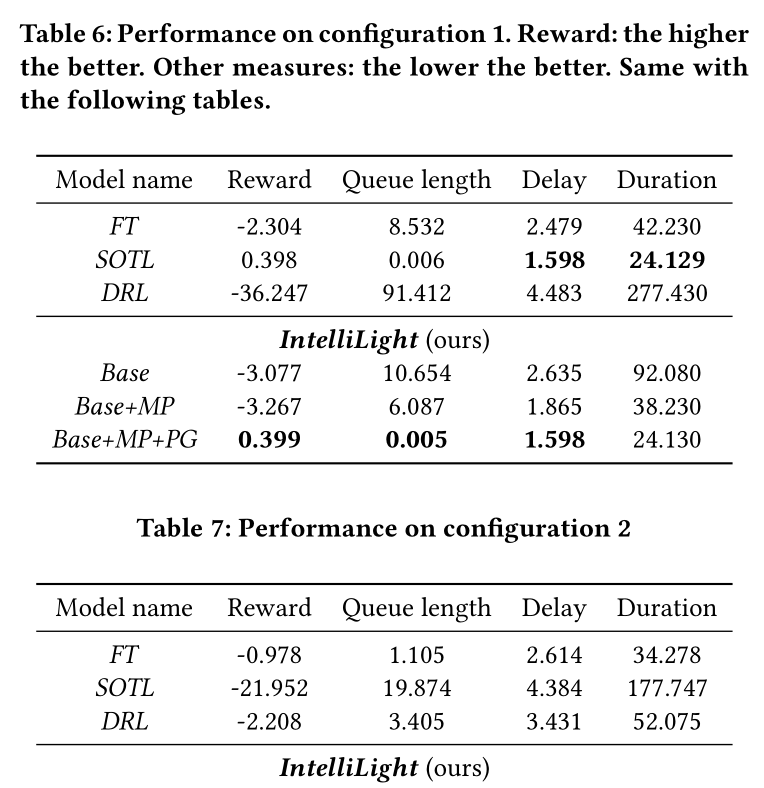 Table 6: Performance on configuration 1. Reward: the higher
the better. Other measures: the lower the better. Same with
the following tables.
Model name Reward Queue length Delay Duration
FT -2.304 8.532 2.479 42.230
SOTL 0.398 0.006 1.598 24.129
DRL -36.247 91.412 4.483 277.430
IntelliLight (ours)
Base -3.077 10.654 2.635 92.080
Base+MP -3.267 6.087 1.865 38.230
Base+MP+PG 0.399 0.005 1.598 24.130
Table 7: Performance on configuration 2
Model name Reward Queue length Delay Duration
FT -0.978 1.105 2.614 34.278
SOTL -21.952 19.874 4.384 177.747
DRL -2.208 3.405 3.431 52.075
IntelliLight (ours)